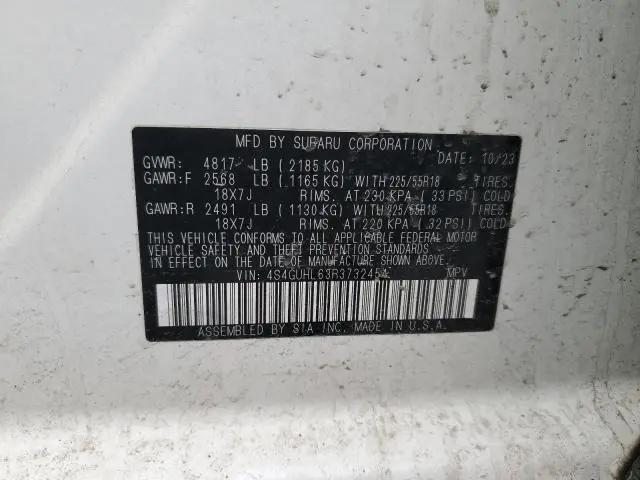 MFD BY SUBARU CORPORATION
GVWR: 4817 LB ( 2185 KG) DATE: 10/23
GAWR:F 2568 LB ( 1165 KG) WITH 225/55R18 TIRES.
18X7J RIMS. AT 230 KPA ( 33 PSI) COLD
GAWR:R 2491 LB ( 1130 KG) WITH 225/55R18 TIRES.
18X7J RIMS. AT 220 KPA ( 32 PSI) COLD
THIS VEHICLE CONFORMS TO ALL APPLICABLE FEDERAL MOTOR
VEHICLE SAFETY AND THEFT PREVENTION STANDARDS
IN EFFECT ON THE DATE OF MANUFACTURE SHOWN ABOVE.
VIN: 4S4GUHL63R3732454 MPV
ASSEMBLED BY SIA INC. MADE IN U.S.A.